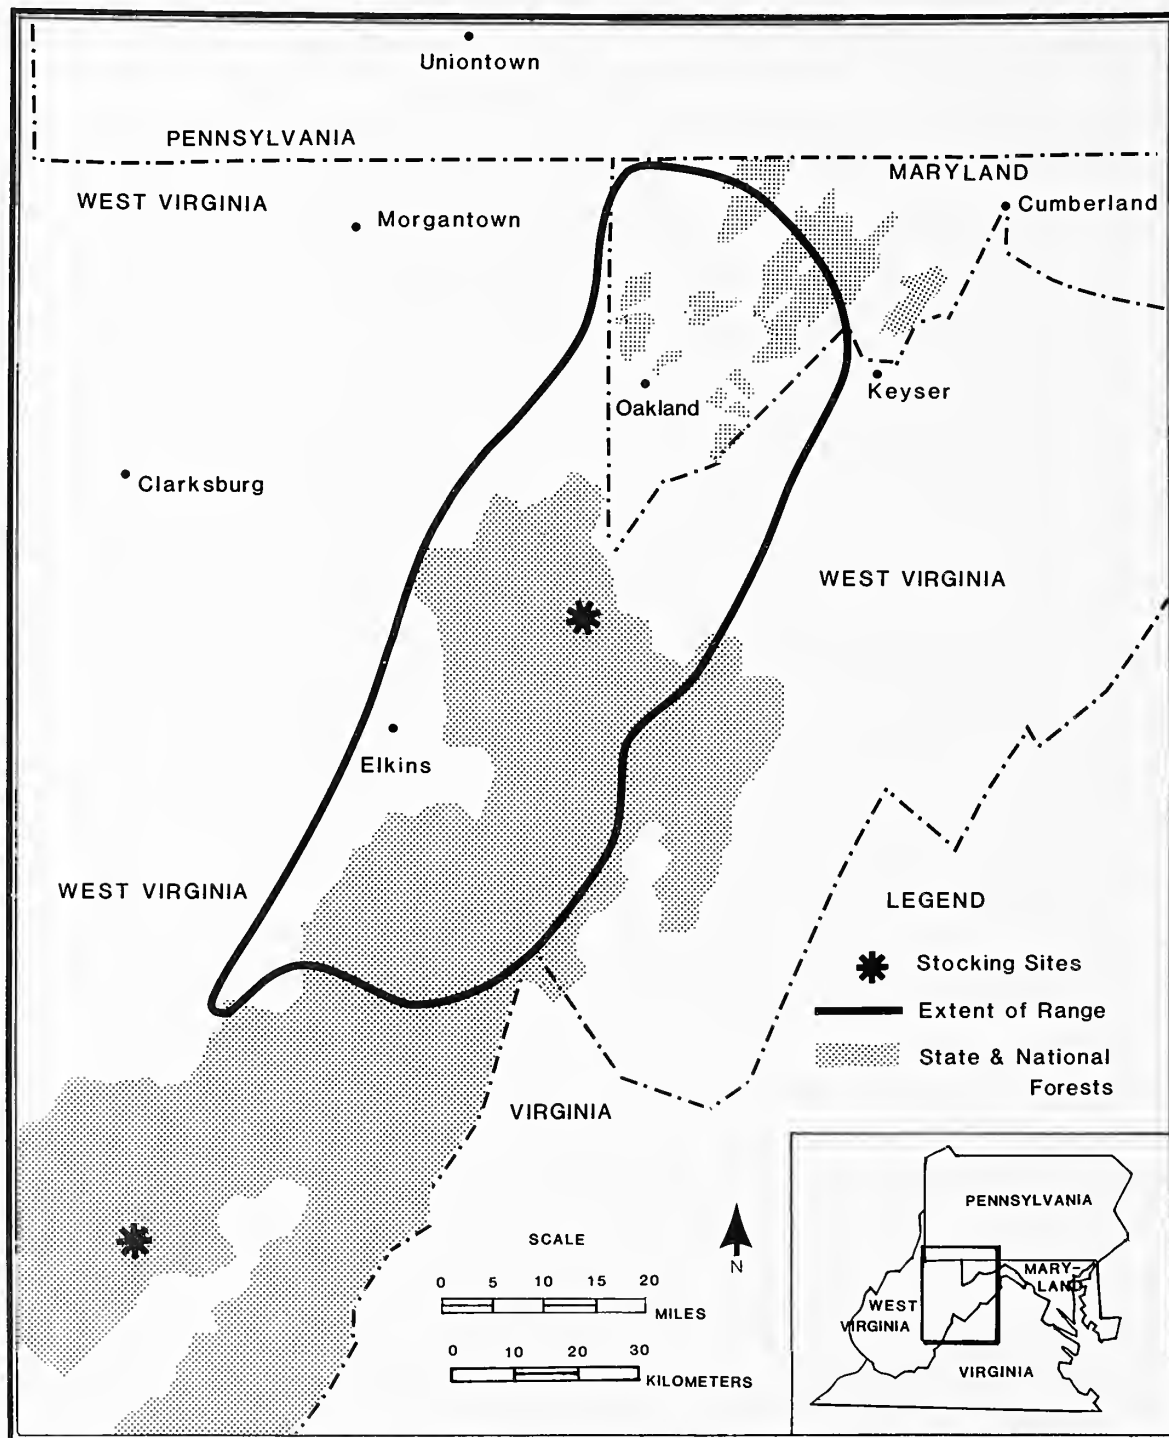 Uniontown
PENNSYLVANIA
WEST VIRGINIA
MARYLAND
Morgantown
Cumberland
Oakland
Keyser
Clarksburg
WEST VIRGINIA
Elkins
WEST VIRGINIA
LEGEND
Stocking Sites
Extent of Range
State & National
Forests
VIRGINIA
SCALE
0 5 10 15 20
MILES
0 10 20 30
KILOMETERS
N
PENNSYLVANIA
MARY-
LAND
WEST
VIRGINIA
VIRGINIA